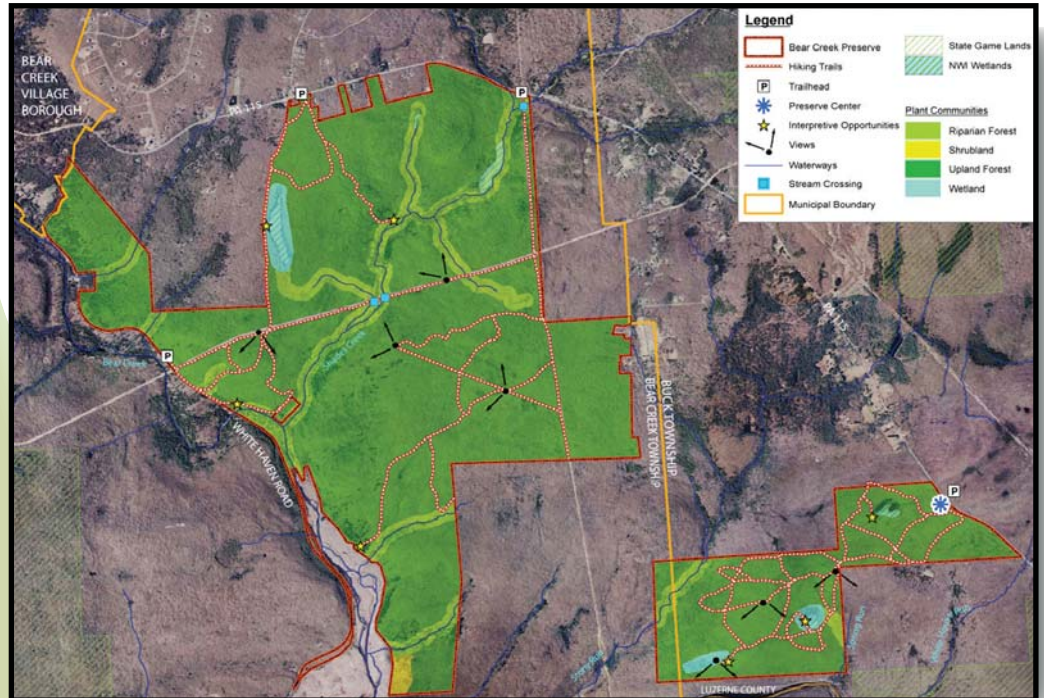 BEAR
CREEK
VILLAGE
BOROUGH
Legend
Bear Creek Preserve
Hiking Trails
P
Trailhead
Preserve Center
Interpretive Opportunities
Views
Waterways
Stream Crossing
Municipal Boundary
State Game Lands
NWI Wetlands
Plant Communities
Riparian Forest
Shrubland
Upland Forest
Wetland
P
P
P
P
Bear Creek
WHITE HAVEN ROAD
BUCK TOWNSHIP
BEAR CREEK TOWNSHIP
LUZERNE COUNTY